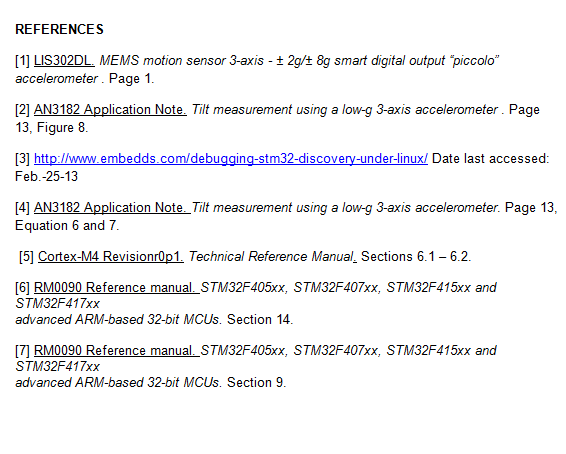 REFERENCES
[1] LIS302DL. MEMS motion sensor 3-axis - ± 2g/± 8g smart digital output “piccolo”
accelerometer . Page 1.
[2] AN3182 Application Note. Tilt measurement using a low-g 3-axis accelerometer . Page
13, Figure 8.
[3] http://www.embedds.com/debugging-stm32-discovery-under-linux/ Date last accessed:
Feb.-25-13
[4] AN3182 Application Note. Tilt measurement using a low-g 3-axis accelerometer. Page 13,
Equation 6 and 7.
[5] Cortex-M4 Revisionr0p1. Technical Reference Manual. Sections 6.1 – 6.2.
[6] RM0090 Reference manual. STM32F405xx, STM32F407xx, STM32F415xx and
STM32F417xx
advanced ARM-based 32-bit MCUs. Section 14.
[7] RM0090 Reference manual. STM32F405xx, STM32F407xx, STM32F415xx and
STM32F417xx
advanced ARM-based 32-bit MCUs. Section 9.